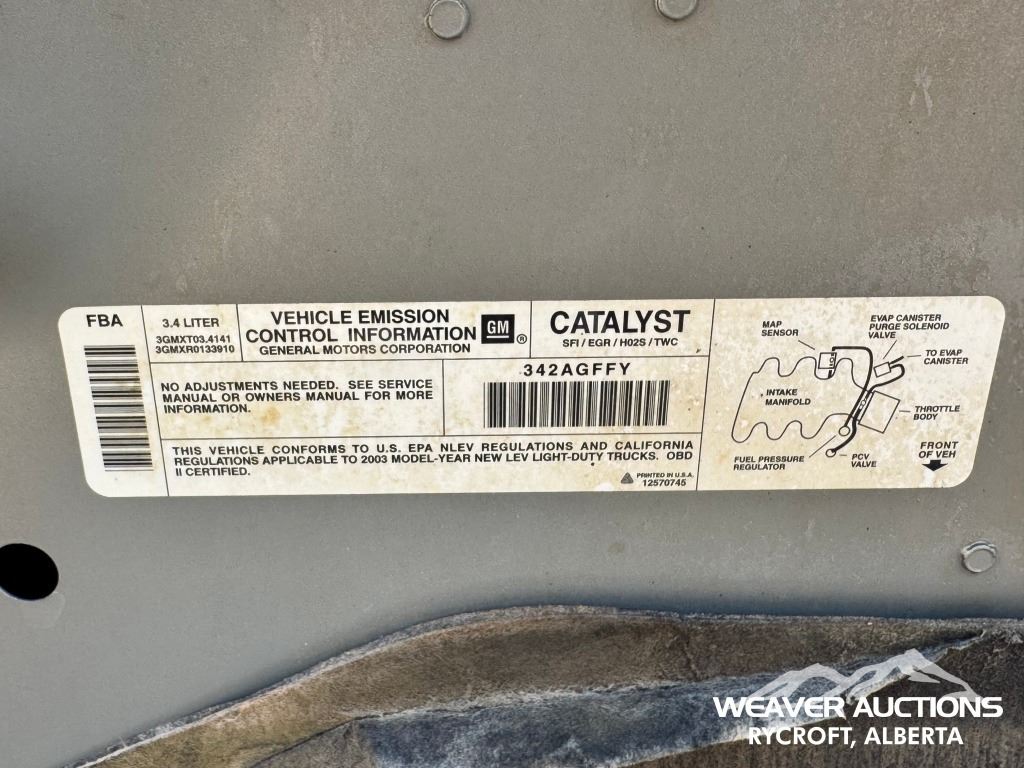 FBA
3.4 LITER
3GMXT03.4141
3GMXR0133910
VEHICLE EMISSION
CONTROL INFORMATION
GENERAL MOTORS CORPORATION
GM ®
CATALYST
SFI / EGR / H02S / TWC
NO ADJUSTMENTS NEEDED. SEE SERVICE
MANUAL OR OWNERS MANUAL FOR MORE
INFORMATION.
342AGFFY
THIS VEHICLE CONFORMS TO U.S. EPA NLEV REGULATIONS AND CALIFORNIA
REGULATIONS APPLICABLE TO 2003 MODEL-YEAR NEW LEV LIGHT-DUTY TRUCKS. OBD
II CERTIFIED.
PRINTED IN U.S.A.
12570745
MAP
SENSOR
EVAP CANISTER
PURGE SOLENOID
VALVE
TO EVAP
CANISTER
INTAKE
MANIFOLD
THROTTLE
BODY
FUEL PRESSURE
REGULATOR
PCV
VALVE
FRONT
OF VEH
WEAVER AUCTIONS
RYCROFT, ALBERTA